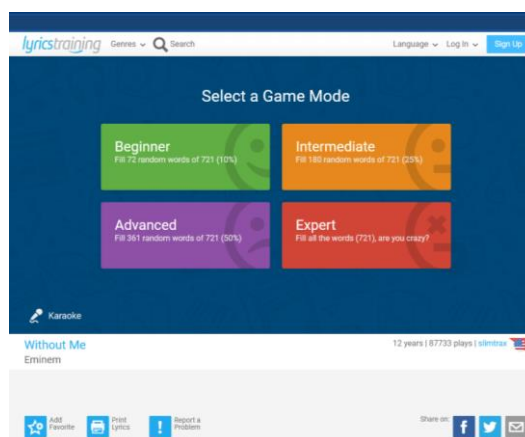 lyricstraining Genres Search Language Log In Sign Up
Select a Game Mode
Beginner
Fill 72 random words of 721 (10%)
Intermediate
Fill 180 random words of 721 (25%)
Advanced
Fill 361 random words of 721 (50%)
Expert
Fill all the words (721), are you crazy?
Karaoke
Without Me
Eminem
12 years | 87733 plays | slimtrax
Add
Favorite
Print
Lyrics
Report a
Problem
Share on: